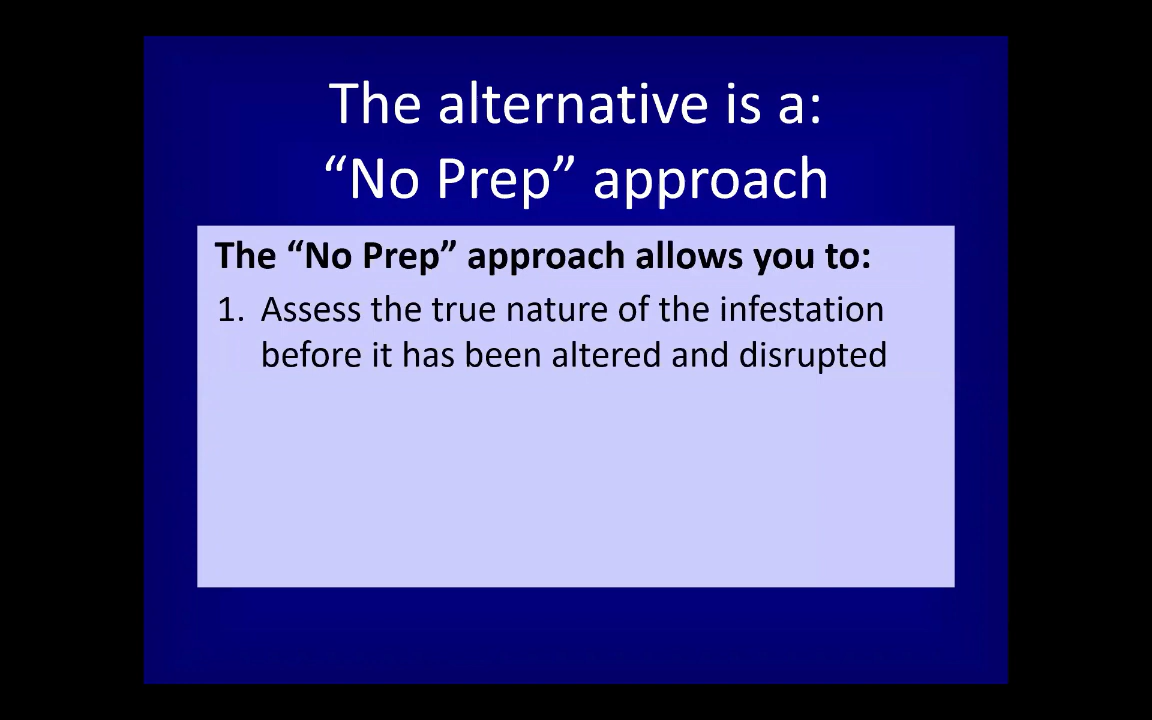 The alternative is a:
“No Prep” approach
The “No Prep” approach allows you to:
1. Assess the true nature of the infestation
before it has been altered and disrupted